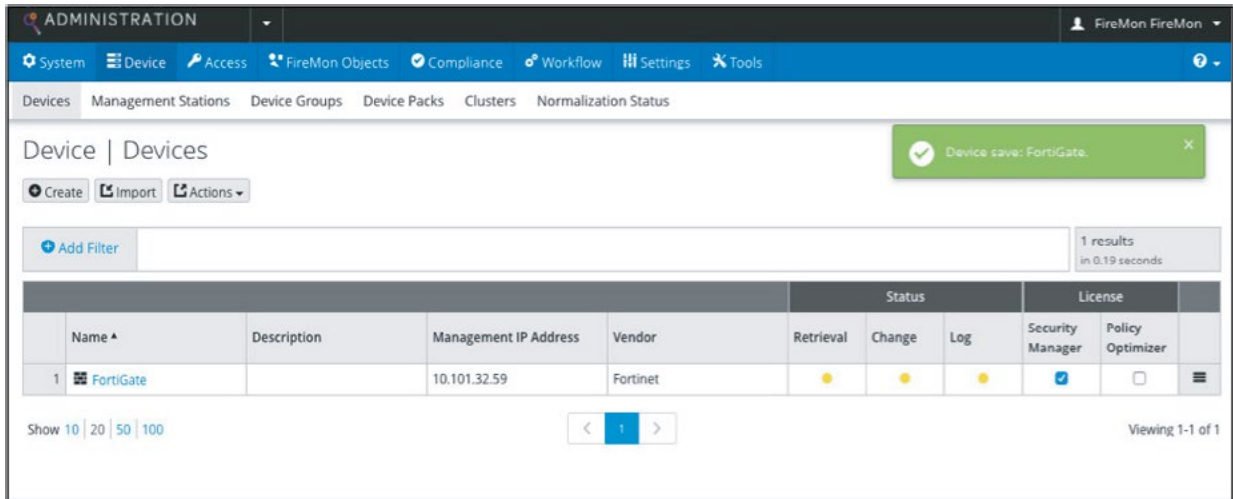 ADMINISTRATION FireMon FireMon
System Device Access FireMon Objects Compliance Workflow Settings Tools ?
Devices Management Stations Device Groups Device Packs Clusters Normalization Status
Device | Devices
Device save: FortiGate. ×
Create Import Actions
Add Filter
1 results
in 0.19 seconds
Status License
Name Description Management IP Address Vendor Retrieval Change Log Security Manager Policy Optimizer
1 FortiGate 10.101.32.59 Fortinet
Show 10 | 20 | 50 | 100 < 1 > Viewing 1-1 of 1